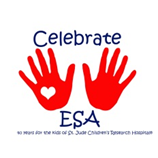 Celebrate
ESA
40 years for the kids of St. Jude Children's Research Hospital!